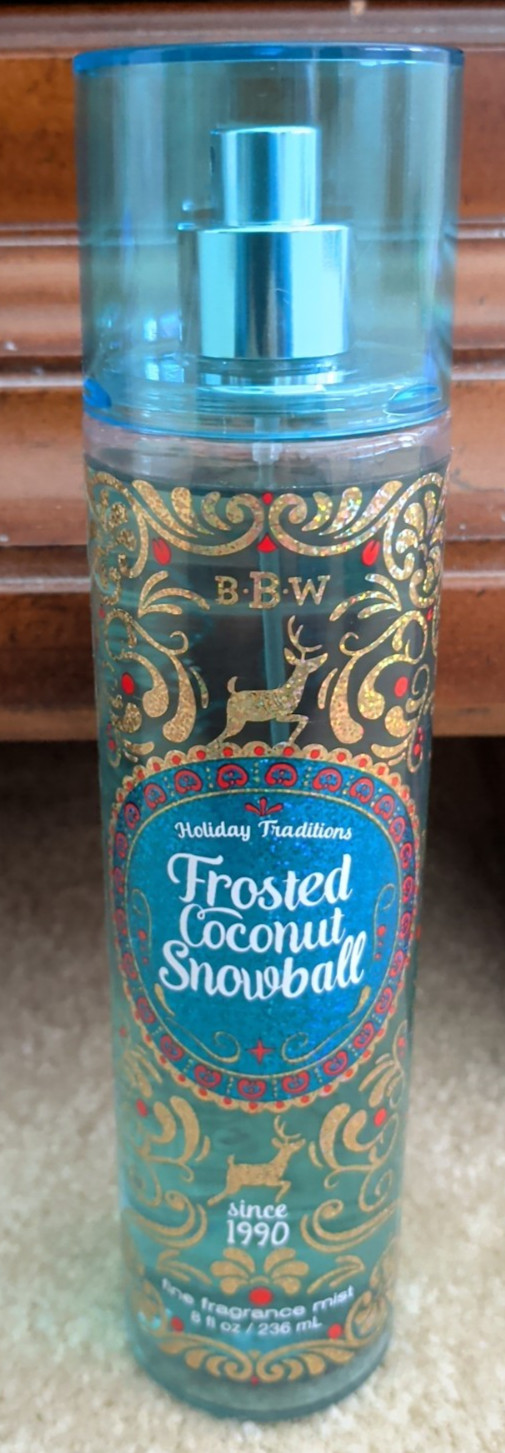 B·B·W
Holiday Traditions
Frosted
Coconut
Snowball
since
1990
fine fragrance mist
8 fl oz / 236 mL